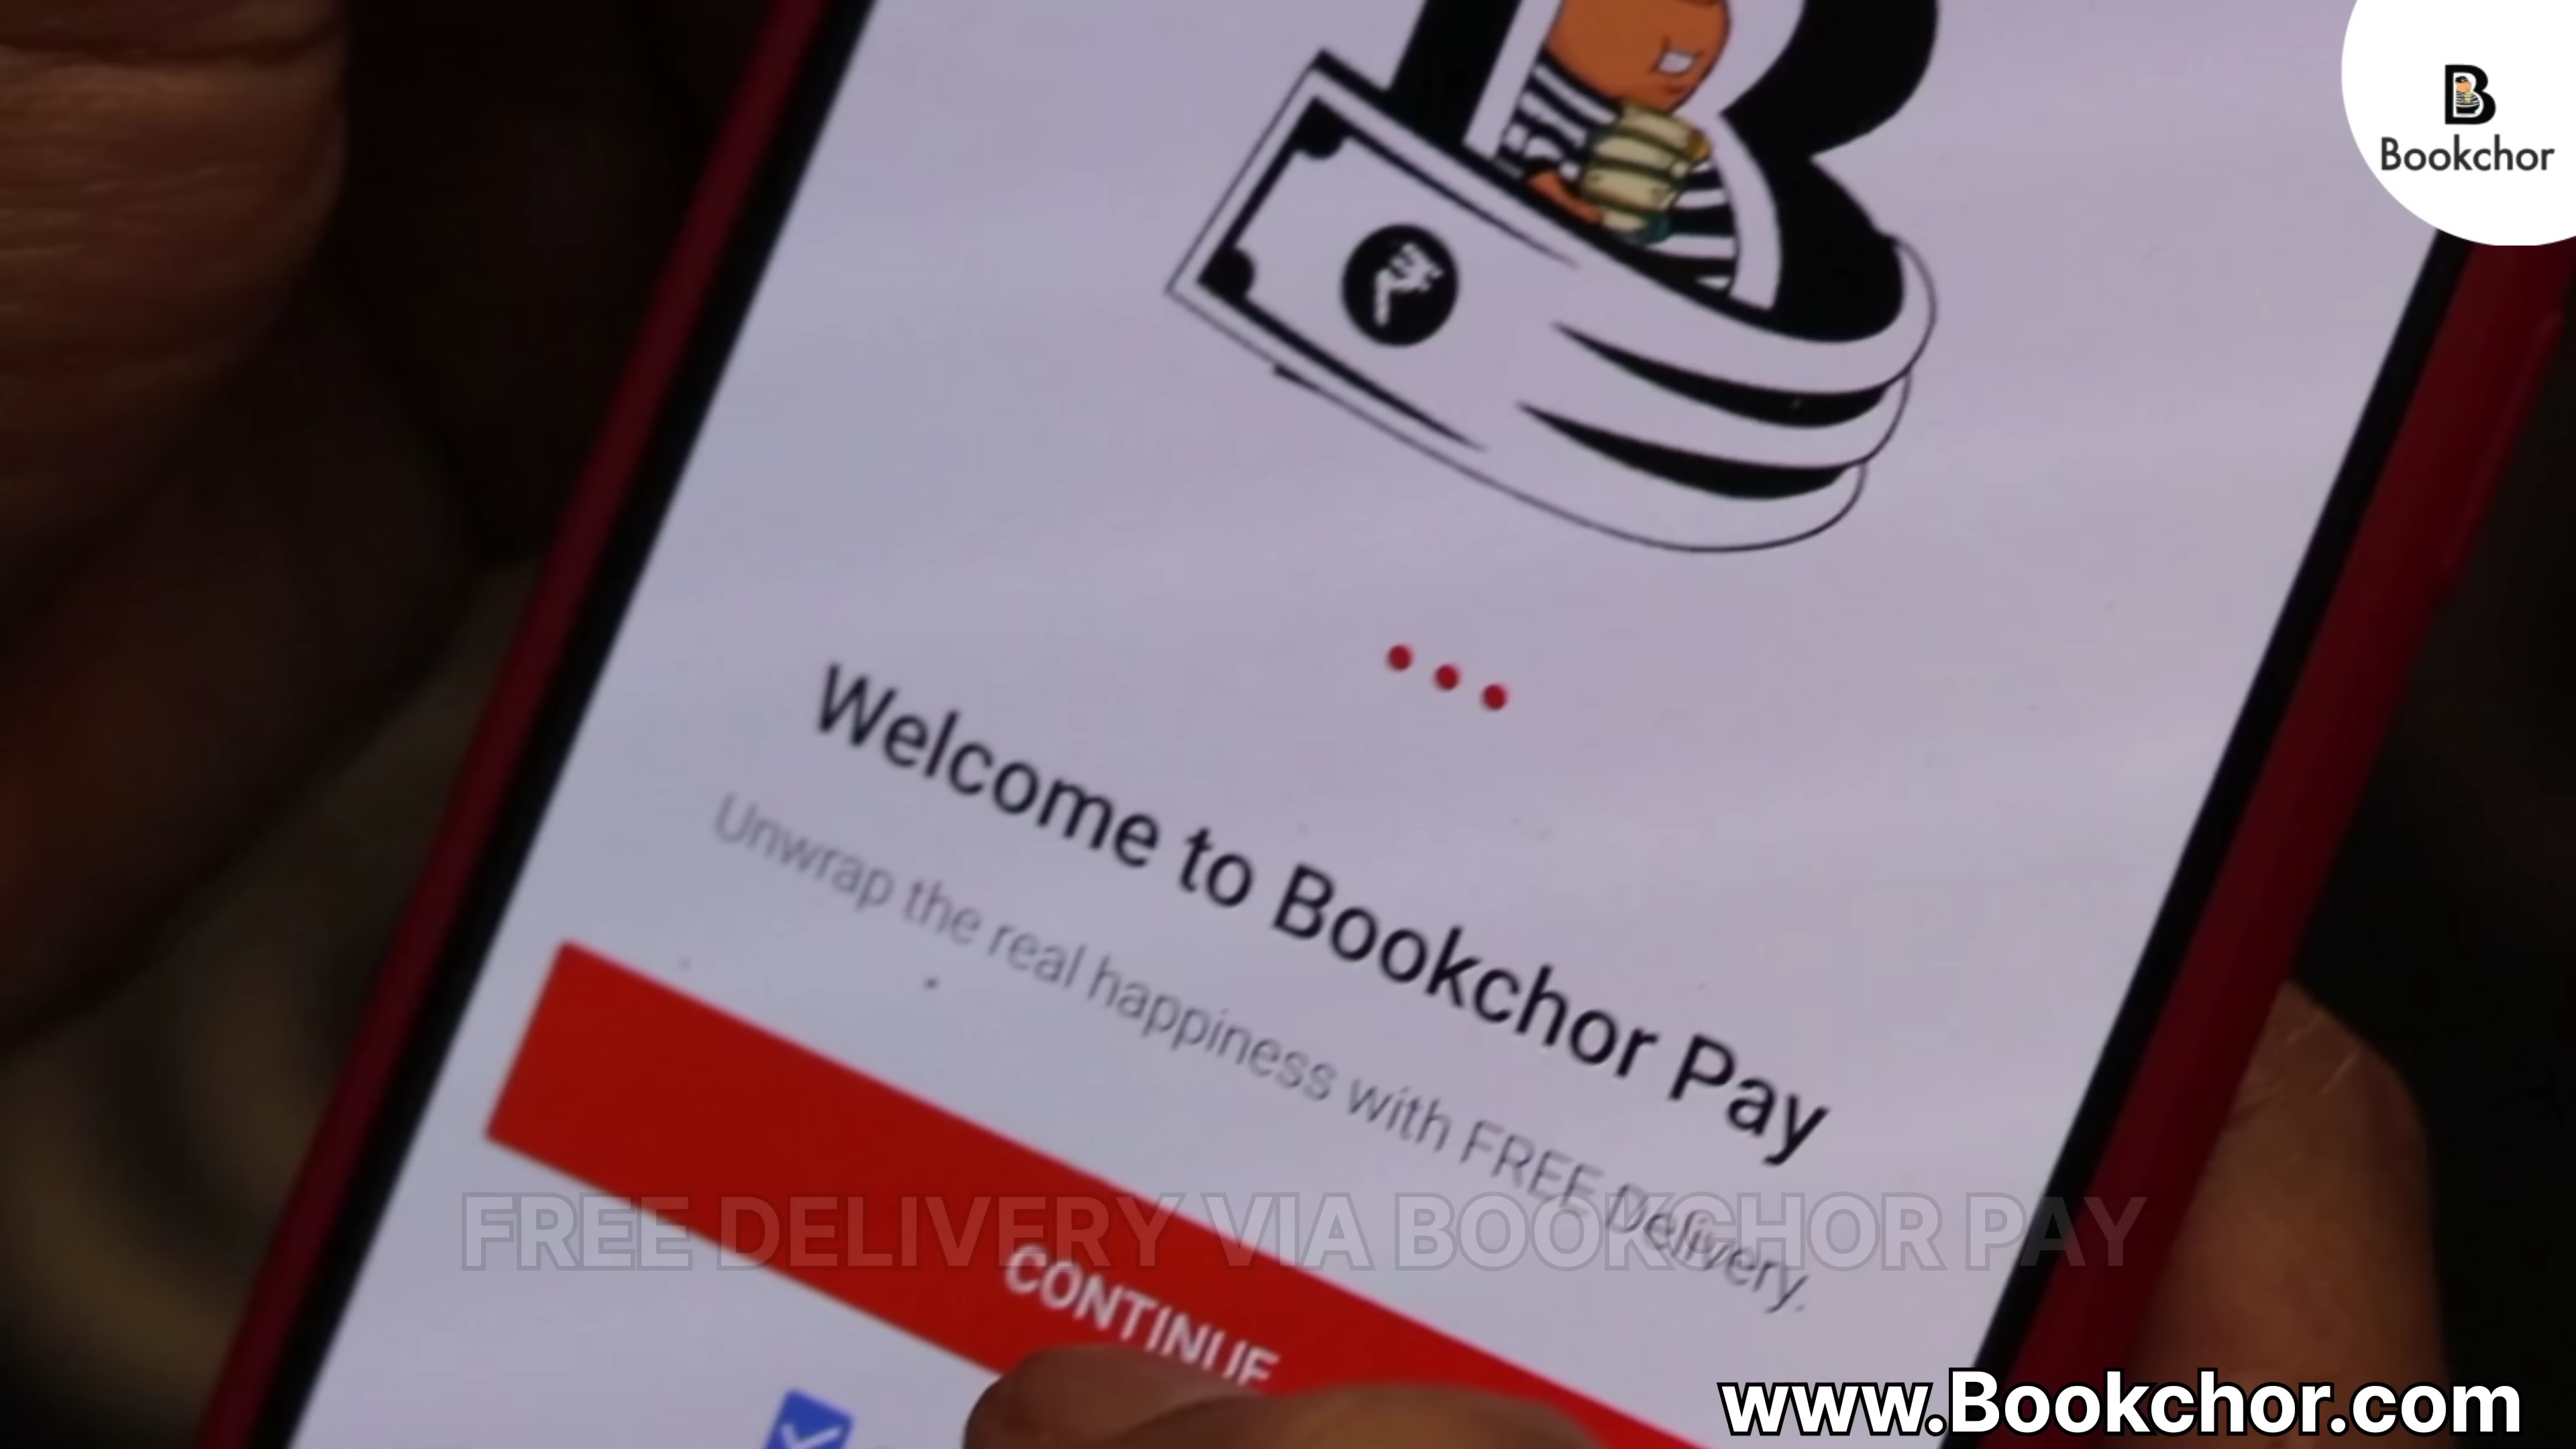 B
Bookchor
₹
Welcome to Bookchor Pay
Unwrap the real happiness with FREE Delivery.
CONTINUE
FREE DELIVERY VIA BOOKCHOR PAY
www.Bookchor.com